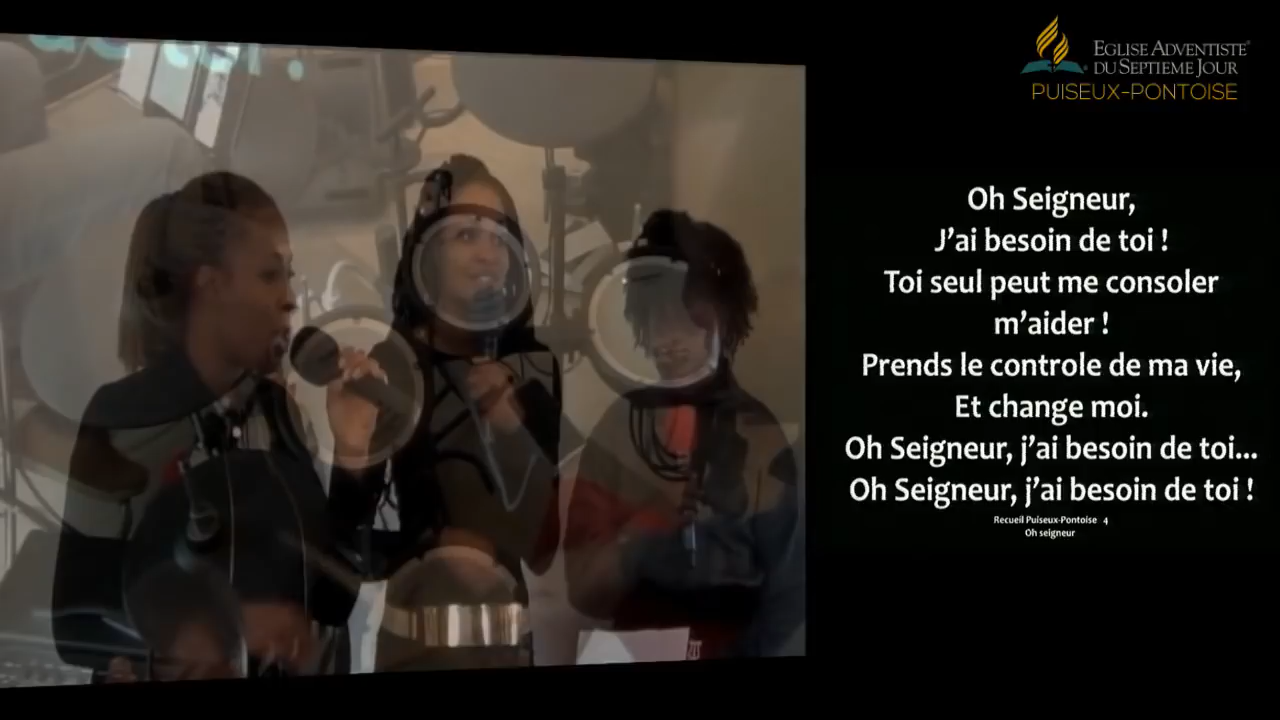 EGLISE ADVENTISTE®
DU SEPTIEME JOUR
PUISEUX-PONTOISE
Oh Seigneur,
J'ai besoin de toi !
Toi seul peut me consoler
m'aider !
Prends le controle de ma vie,
Et change moi.
Oh Seigneur, j'ai besoin de toi...
Oh Seigneur, j'ai besoin de toi !
Recueil Puiseux-Pontoise 4
Oh seigneur